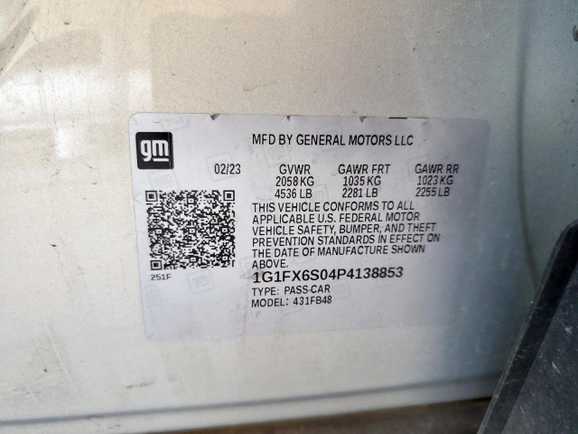 gm
MFD BY GENERAL MOTORS LLC
02/23 GVWR GAWR FRT GAWR RR
2058 KG 1035 KG 1023 KG
4536 LB 2281 LB 2255 LB
THIS VEHICLE CONFORMS TO ALL
APPLICABLE U.S. FEDERAL MOTOR
VEHICLE SAFETY, BUMPER, AND THEFT
PREVENTION STANDARDS IN EFFECT ON
THE DATE OF MANUFACTURE SHOWN
ABOVE.
251F
1G1FX6S04P4138853
TYPE: PASS-CAR
MODEL: 431FB48